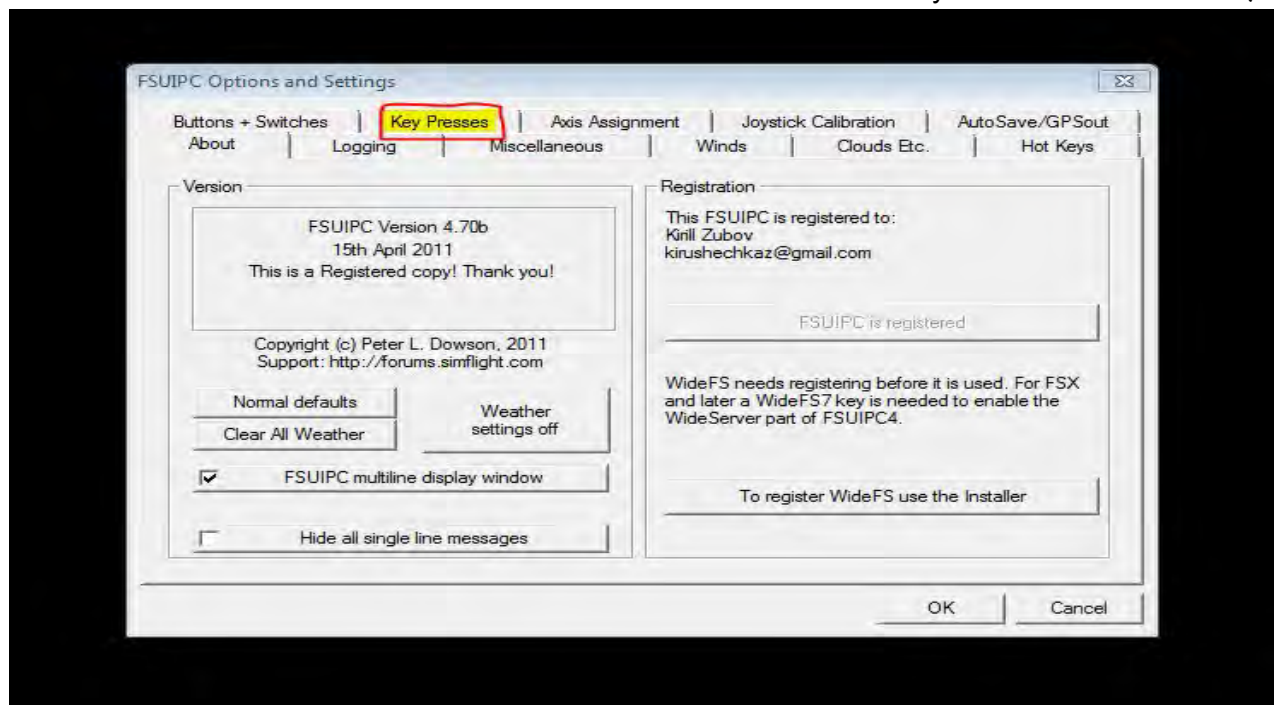 FSUIPC Options and Settings
Buttons + Switches
Key Presses
Axis Assignment
Joystick Calibration
AutoSave/GPSout
About
Logging
Miscellaneous
Winds
Clouds Etc.
Hot Keys
Version
FSUIPC Version 4.70b
15th April 2011
This is a Registered copy! Thank you!
Copyright (c) Peter L. Dowson, 2011
Support: http://forums.simflight.com
Normal defaults
Clear All Weather
Weather
settings off
FSUIPC multiline display window
Hide all single line messages
Registration
This FSUIPC is registered to:
Kirill Zubov
kirushechkaz@gmail.com
FSUIPC is registered
WideFS needs registering before it is used. For FSX
and later a WideFS7 key is needed to enable the
WideServer part of FSUIPC4.
To register WideFS use the Installer
OK
Cancel